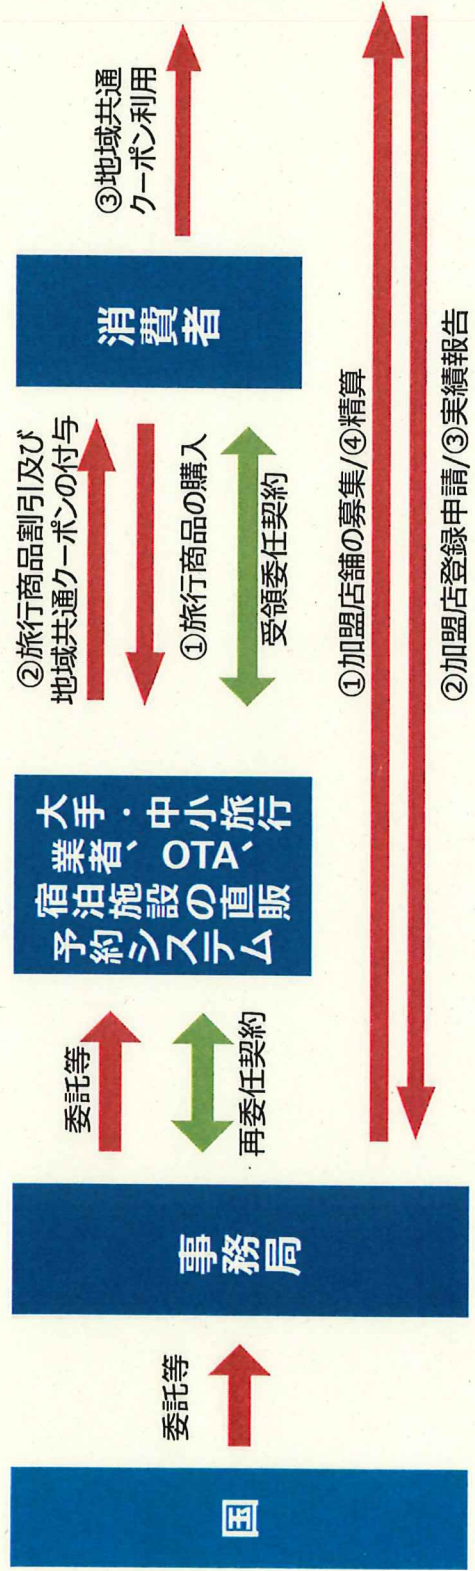 国
委託等
事務局
委託等
再委任契約
大手・中小旅行
業者、OTA、
宿泊施設の直販
予約システム
②旅行商品割引及び
地域共通クーポンの付与
①旅行商品の購入
受領委任契約
消費者
③地域共通
クーポン利用
①加盟店舗の募集/④精算
②加盟店登録申請/③実績報告